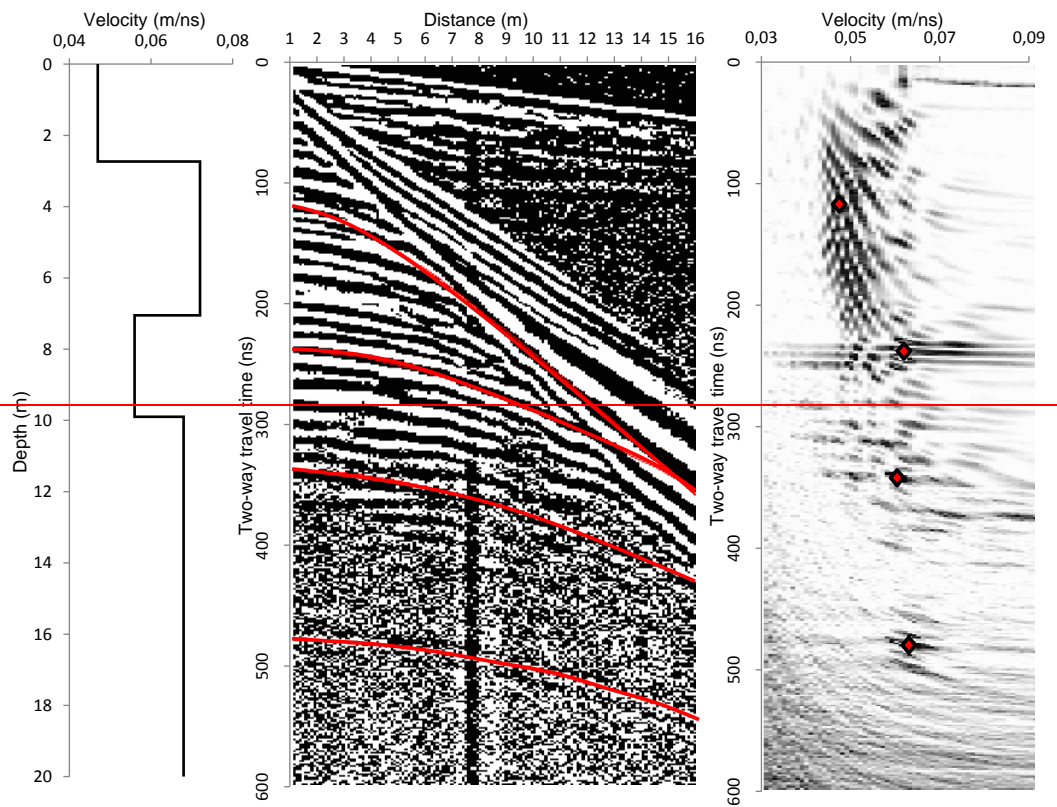 Velocity (m/ns)
0,04 0,06 0,08
0
2
4
6
8
10
12
14
16
18
20
Depth (m)
Distance (m)
1 2 3 4 5 6 7 8 9 10 11 12 13 14 15 16
0
100
200
300
400
500
600
Two-way travel time (ns)
Velocity (m/ns)
0,03 0,05 0,07 0,09
0
100
200
300
400
500
600
Two-way travel time (ns)